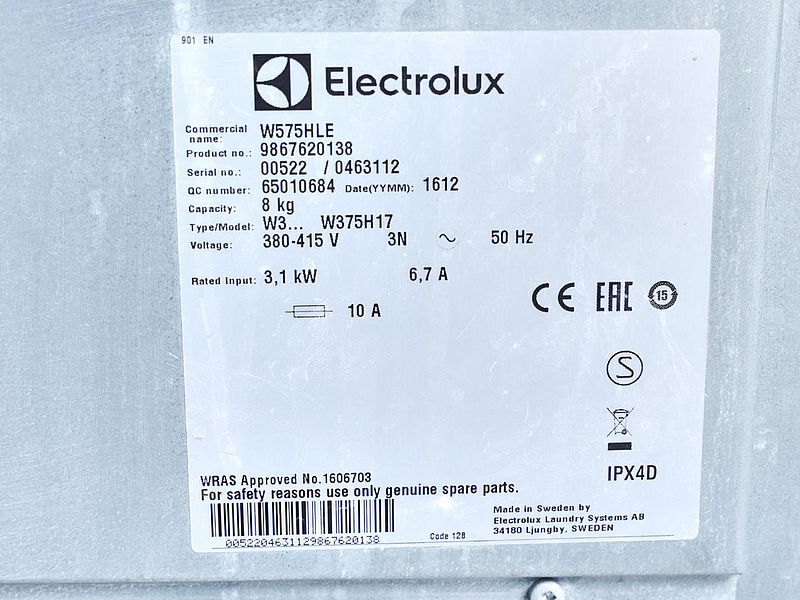 901 EN
Electrolux
Commercial name: W575HLE
Product no.: 9867620138
Serial no.: 00522 / 0463112
QC number: 65010684 Date(YYMM): 1612
Capacity: 8 kg
Type/Model: W3... W375H17
Voltage: 380-415 V 3N ~ 50 Hz
Rated Input: 3,1 kW 6,7 A
10 A
CE EAC 15
S
IPX4D
WRAS Approved No.1606703
For safety reasons use only genuine spare parts.
0052204631129867620138
Code 128
Made in Sweden by
Electrolux Laundry Systems AB
34180 Ljungby, SWEDEN